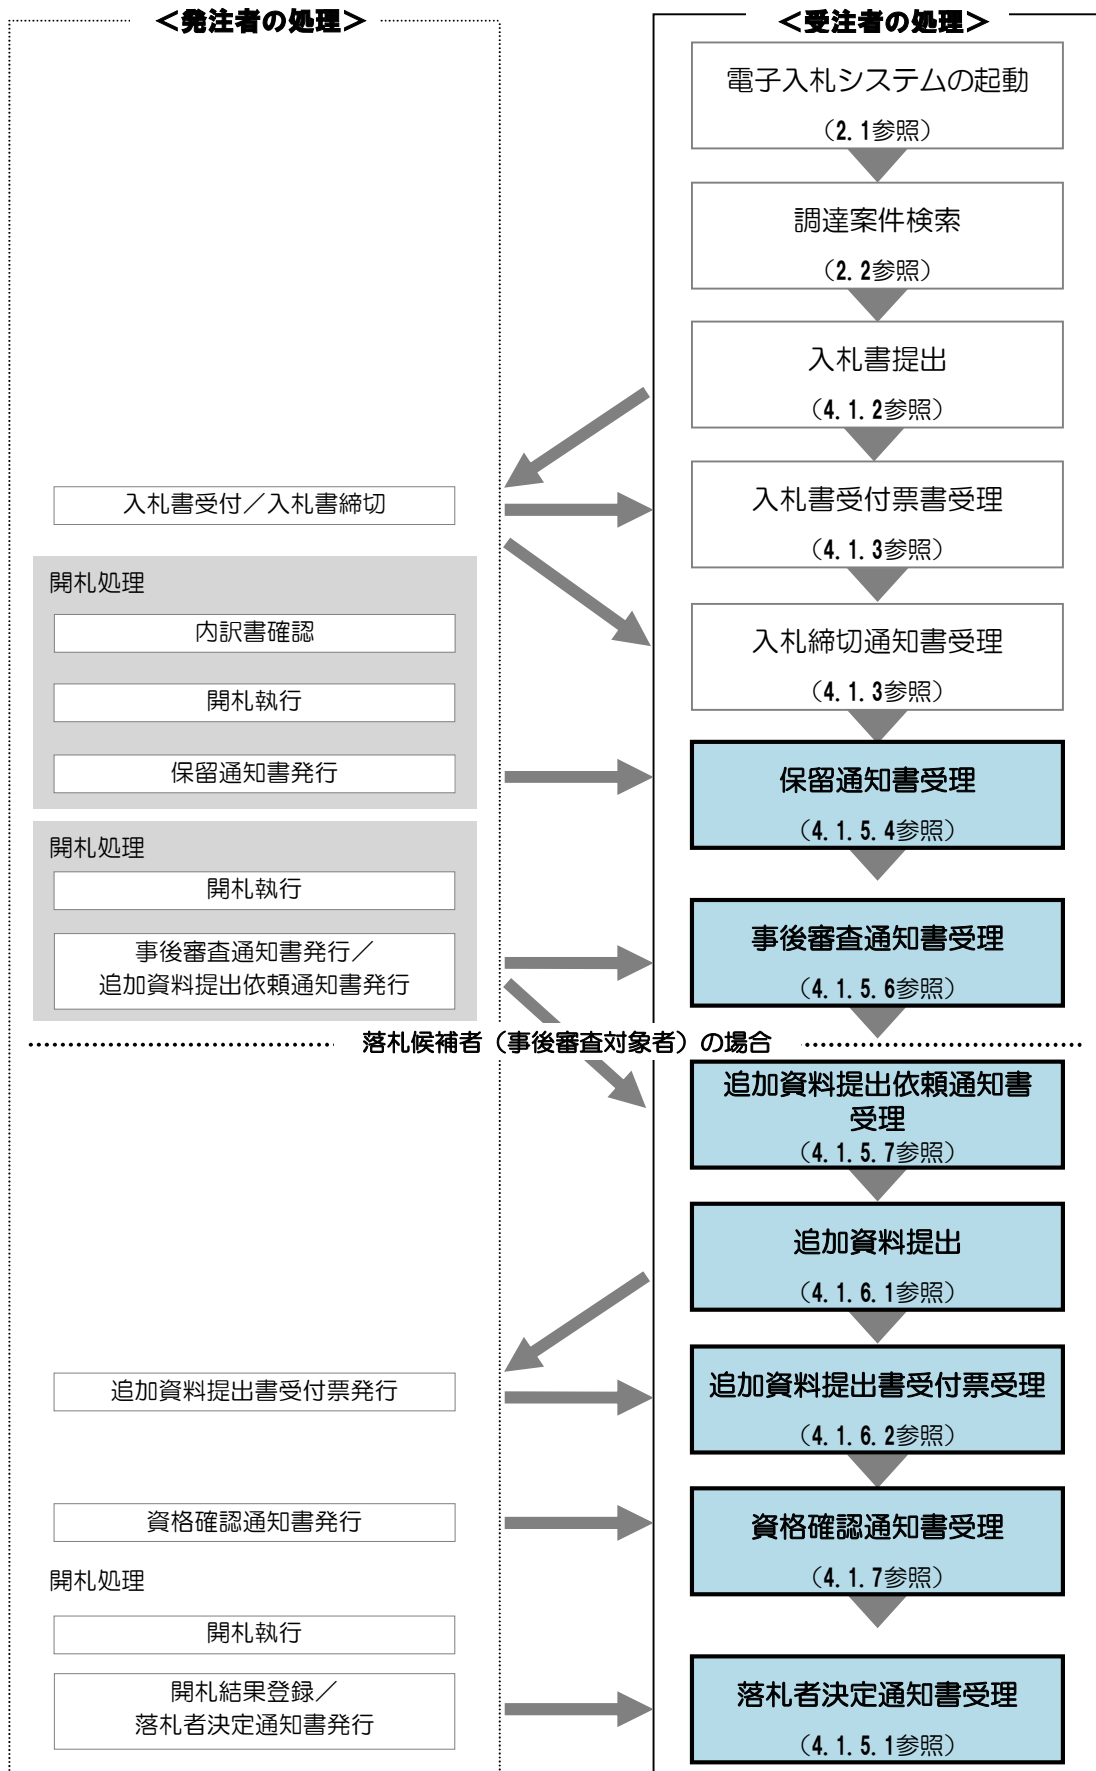 ＜発注者の処理＞
＜受注者の処理＞
電子入札システムの起動
（2.1参照）
調達案件検索
（2.2参照）
入札書提出
（4.1.2参照）
入札書受付／入札書締切
入札書受付票書受理
（4.1.3参照）
開札処理
内訳書確認
入札締切通知書受理
（4.1.3参照）
開札執行
保留通知書発行
保留通知書受理
（4.1.5.4参照）
開札処理
開札執行
事後審査通知書発行／
追加資料提出依頼通知書発行
事後審査通知書受理
（4.1.5.6参照）
落札候補者（事後審査対象者）の場合
追加資料提出依頼通知書
受理
（4.1.5.7参照）
追加資料提出
（4.1.6.1参照）
追加資料提出書受付票発行
追加資料提出書受付票受理
（4.1.6.2参照）
資格確認通知書発行
資格確認通知書受理
（4.1.7参照）
開札処理
開札執行
開札結果登録／
落札者決定通知書発行
落札者決定通知書受理
（4.1.5.1参照）